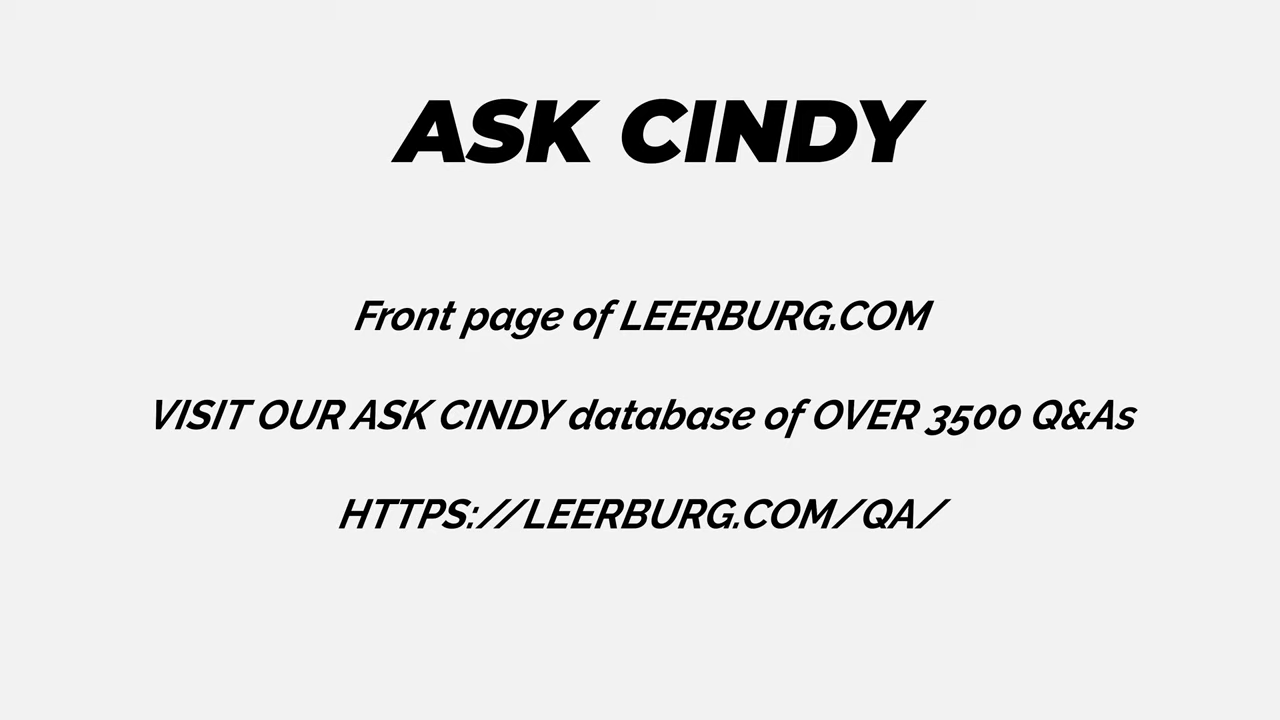 ASK CINDY
Front page of LEERBURG.COM
VISIT OUR ASK CINDY database of OVER 3500 Q&As
HTTPS://LEERBURG.COM/QA/